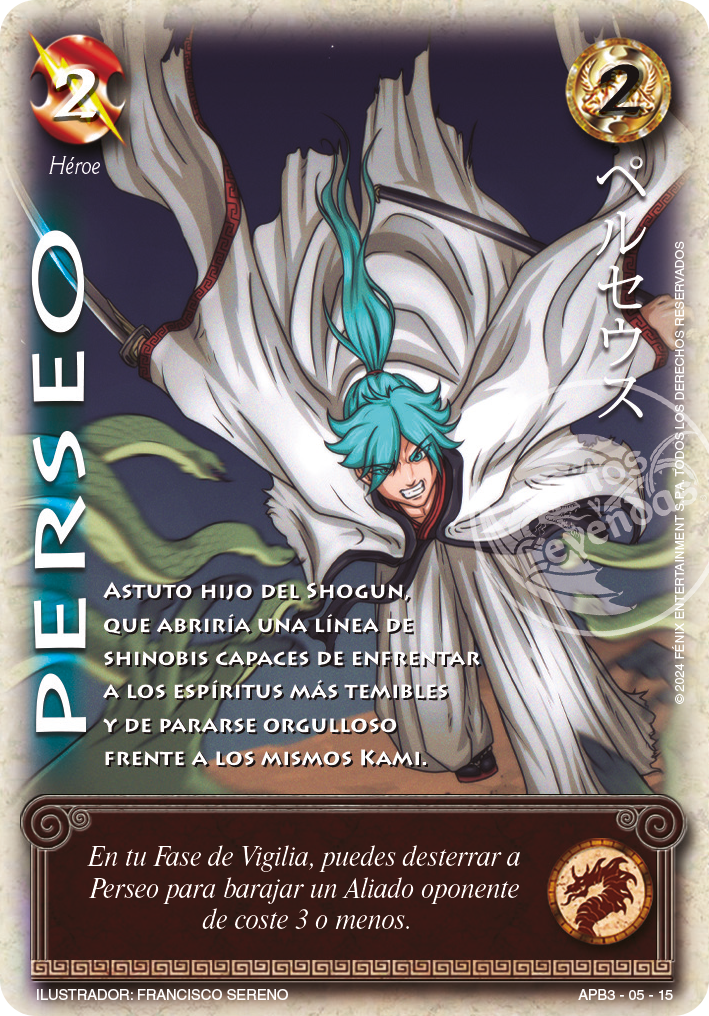 2
2
Héroe
PERSEO
ペルセウス
© 2024 FÉNIX ENTERTAINMENT S.P.A. TODOS LOS DERECHOS RESERVADOS
ASTUTO HIJO DEL SHOGUN,
QUE ABRIRÍA UNA LÍNEA DE
SHINOBIS CAPACES DE ENFRENTAR
A LOS ESPÍRITUS MÁS TEMIBLES
Y DE PARARSE ORGULLOSO
FRENTE A LOS MISMOS KAMI.
En tu Fase de Vigilia, puedes desterrar a
Perseo para barajar un Aliado oponente
de coste 3 o menos.
ILUSTRADOR: FRANCISCO SERENO
APB3 - 05 - 15